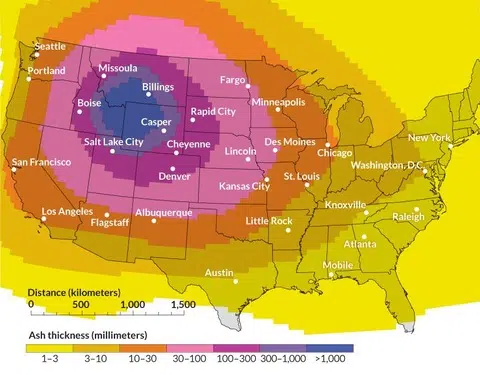 Seattle
Portland
Missoula
Billings
Fargo
Minneapolis
Boise
Rapid City
Casper
Salt Lake City
Cheyenne
Lincoln
Des Moines
Chicago
New York
San Francisco
Denver
Kansas City
St. Louis
Washington, D.C.
Los Angeles
Flagstaff
Albuquerque
Little Rock
Knoxville
Raleigh
Atlanta
Austin
Mobile
Distance (kilometers)
0 500 1,000 1,500
Ash thickness (millimeters)
1–3 3–10 10–30 30–100 100–300 300–1,000 >1,000